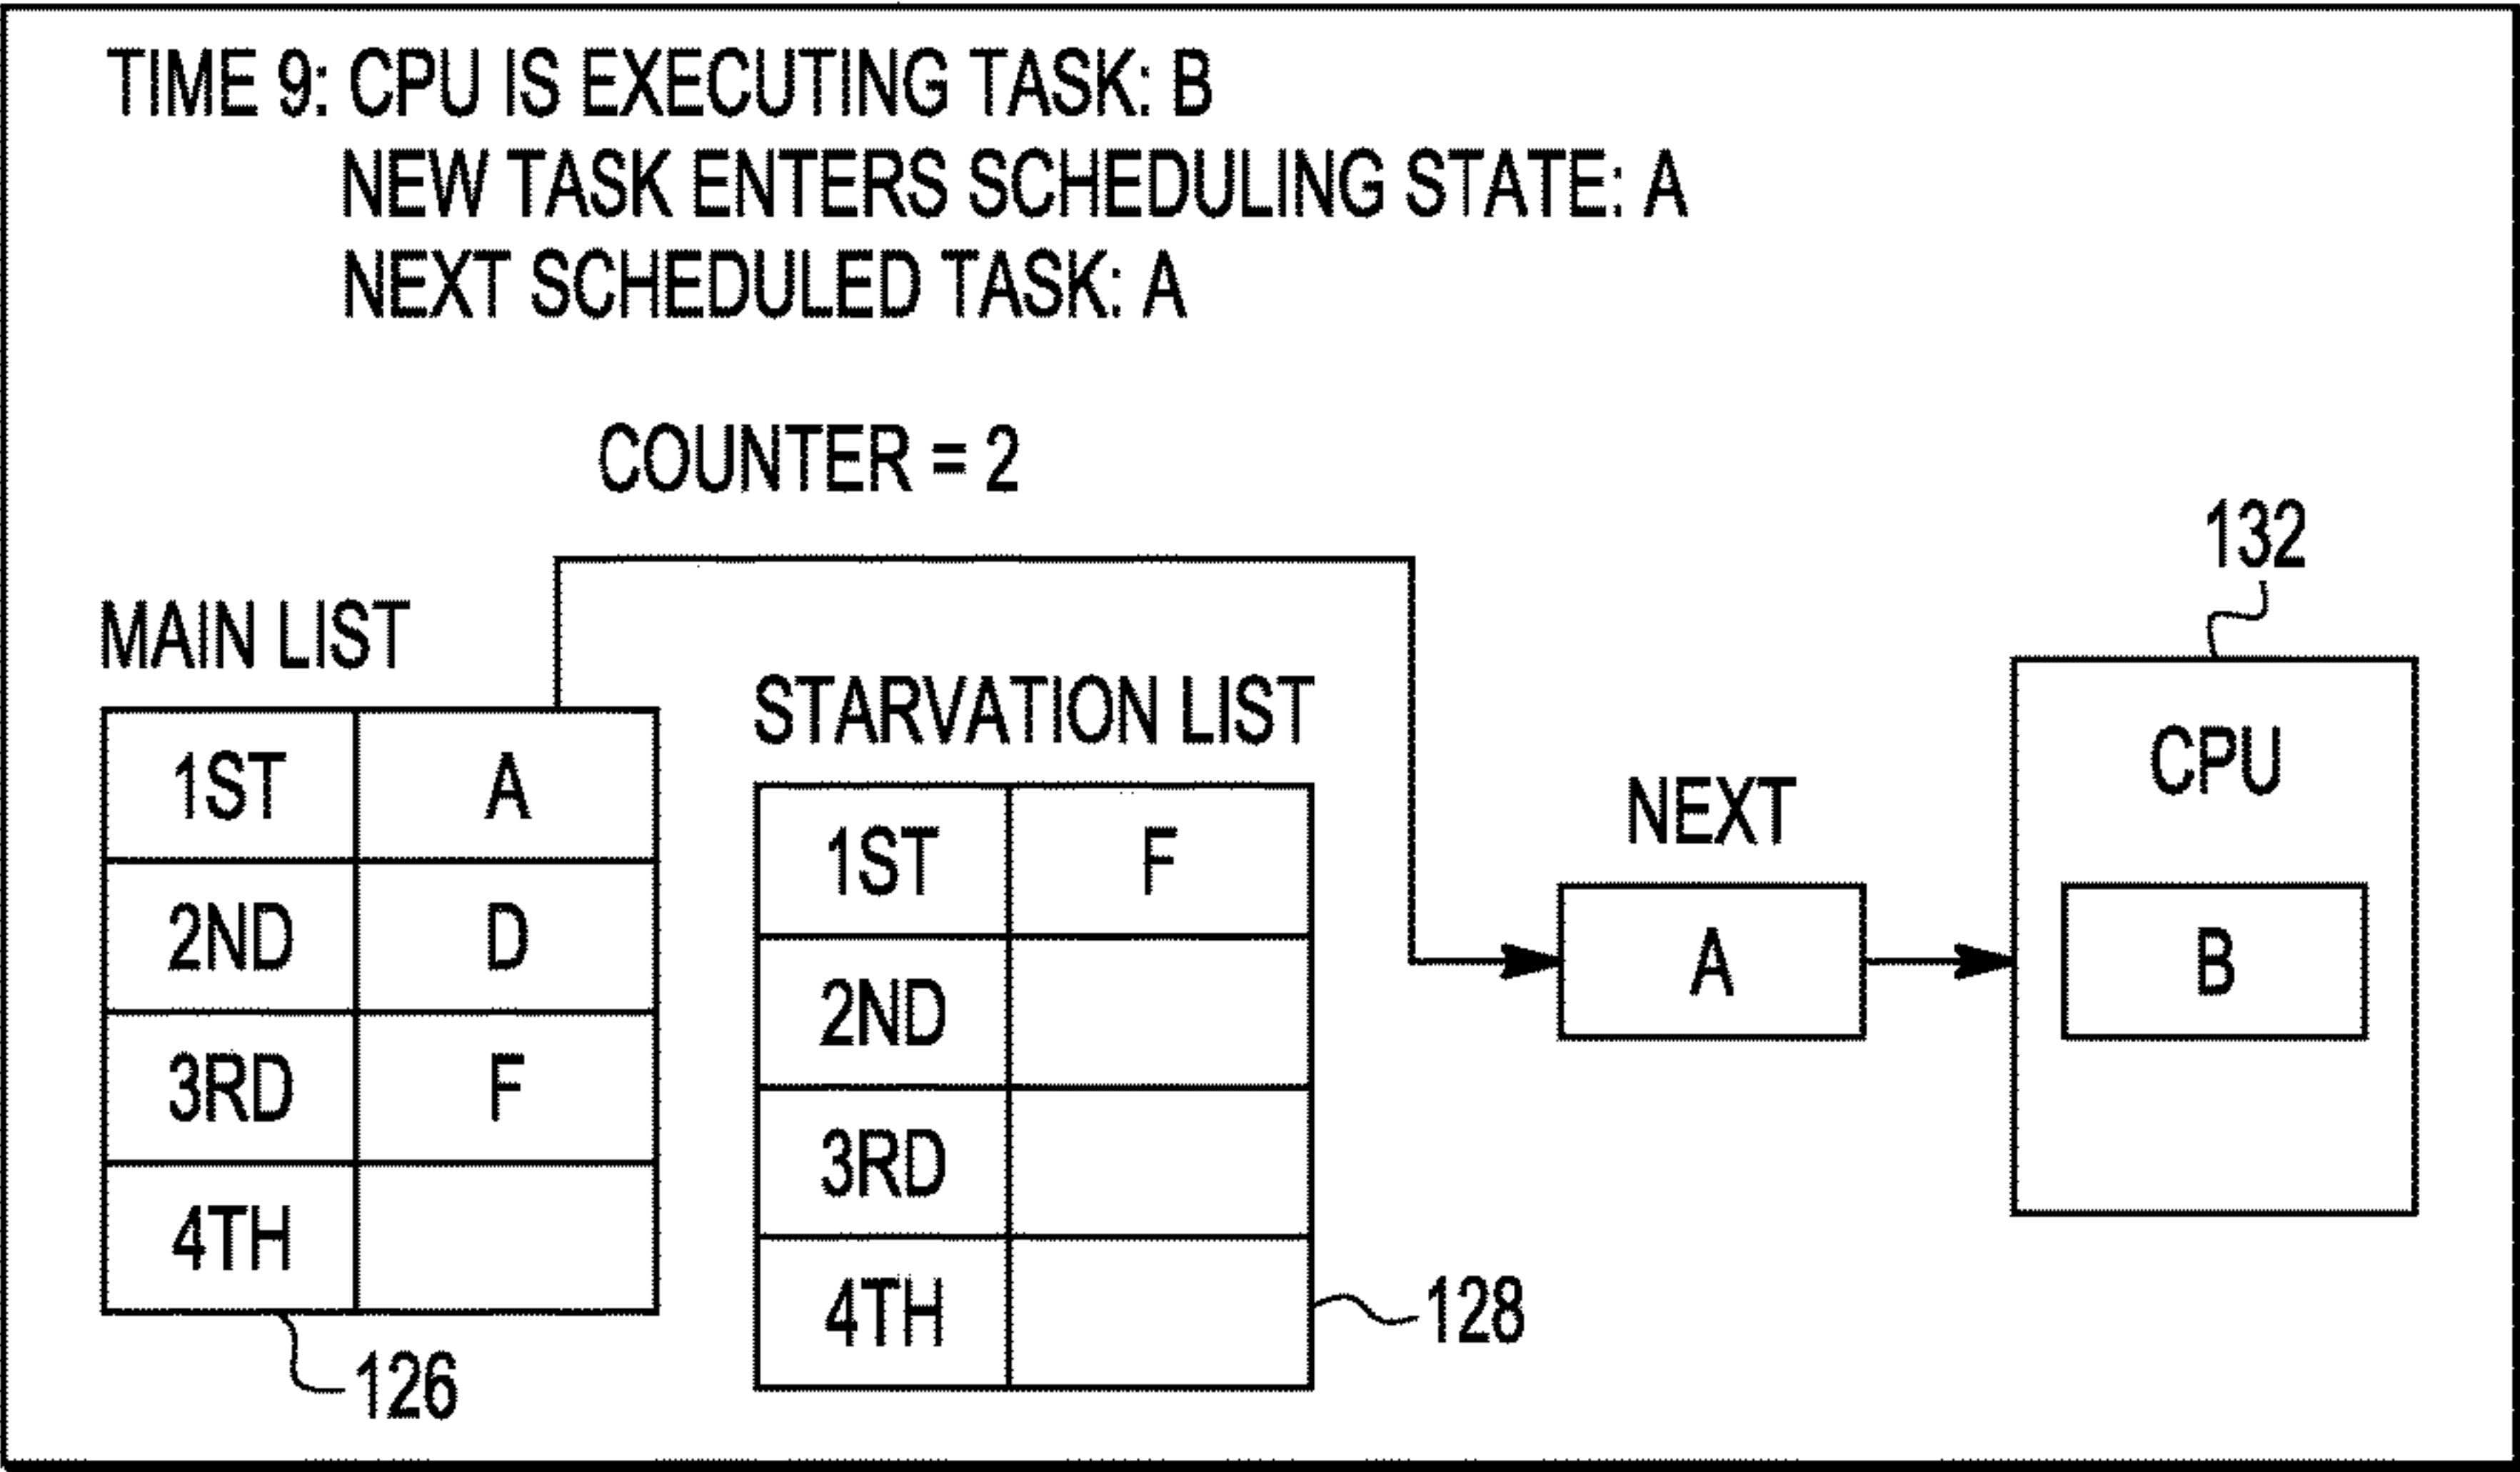 TIME 9: CPU IS EXECUTING TASK: B
NEW TASK ENTERS SCHEDULING STATE: A
NEXT SCHEDULED TASK: A
COUNTER = 2
132
MAIN LIST
1ST A
2ND D
3RD F
4TH
126
STARVATION LIST
1ST F
2ND
3RD
4TH
128
NEXT
A
CPU
B